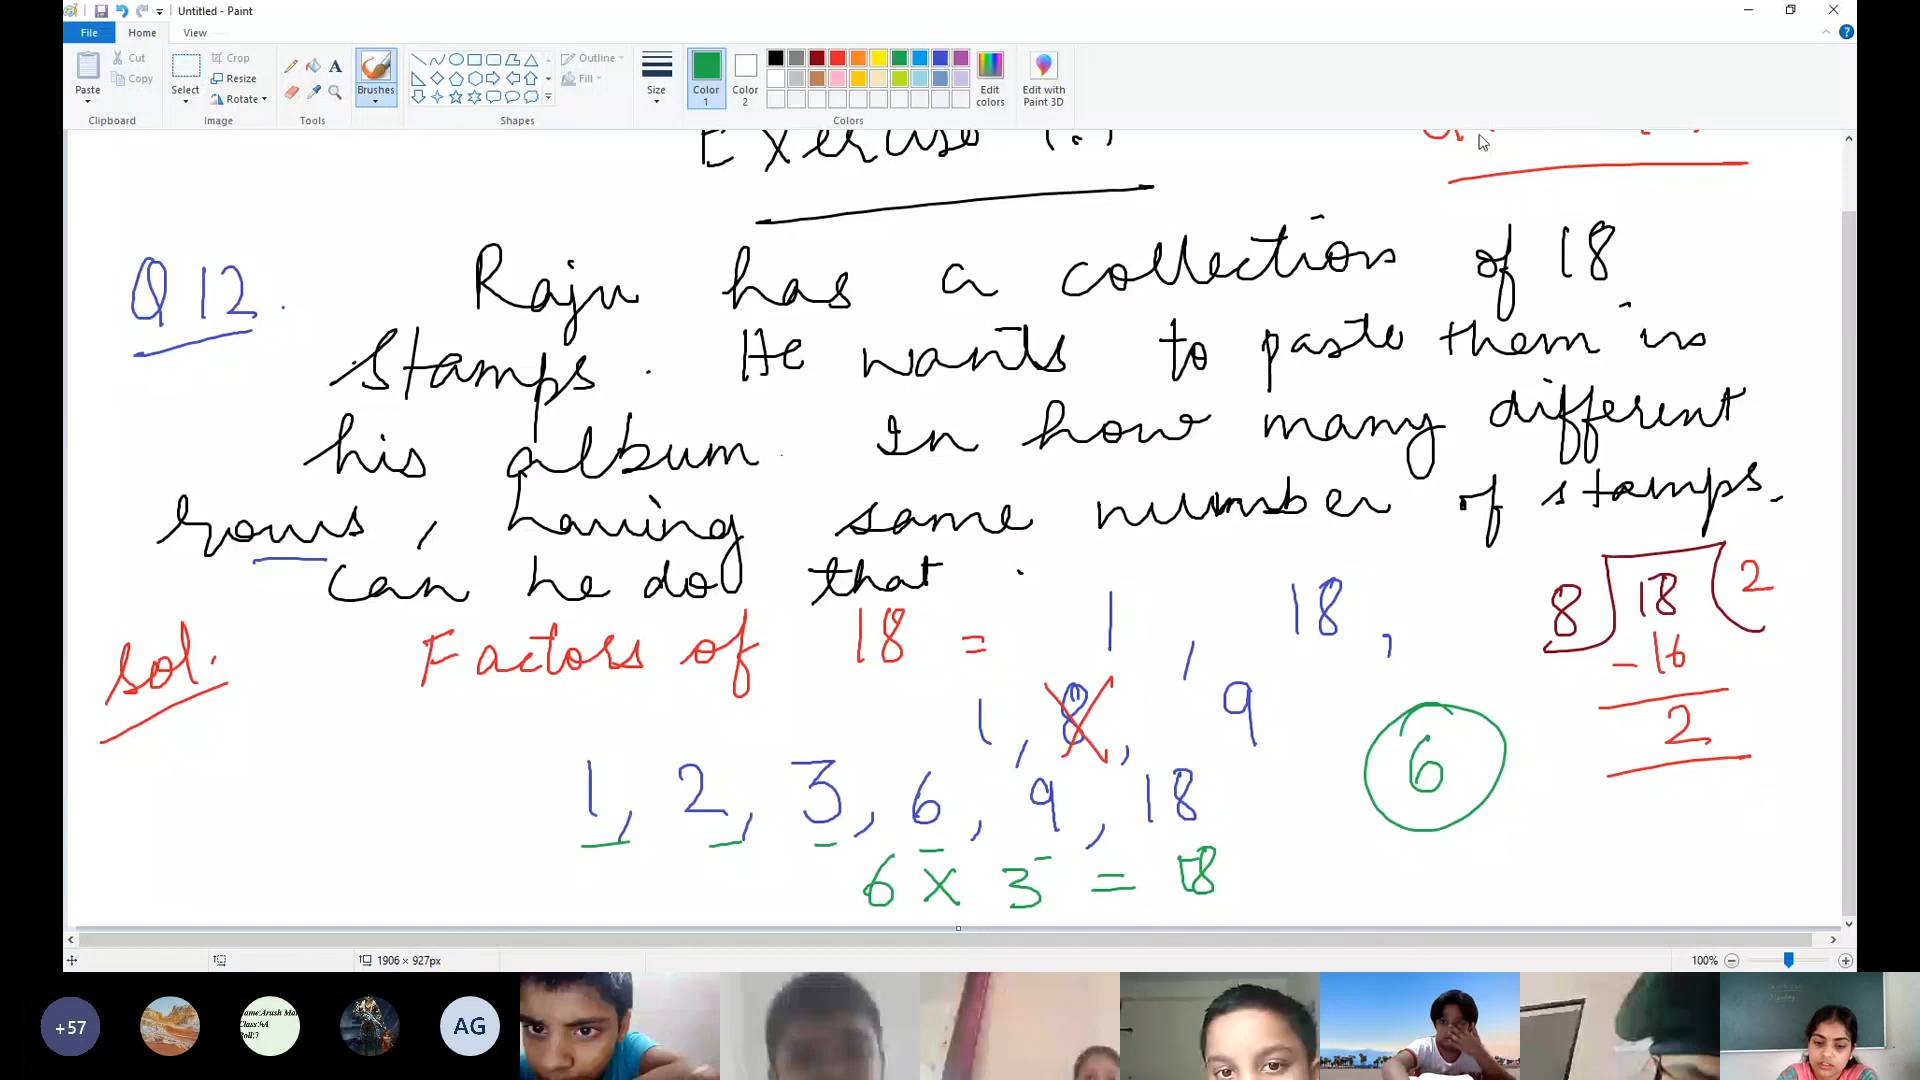 Untitled - Paint
File Home View
Paste Cut Copy Select Crop Resize Rotate Brushes Outline Fill Size Color 1 Color 2 Edit colors Edit with Paint 3D
Clipboard Image Tools Shapes Colors
Exercise
Q12. Raju has a collection of 18
stamps. He wants to paste them in
his album. In how many different
rows, having same number of stamps.
can he do that.
8 18 2
-16
2
Sol. Factors of 18 = 1, 18,
1, 8, 9
1, 2, 3, 6, 9, 18
6
6 x 3 = 18
1906 × 927px
100%
+57
Class:4A
Roll:7
AG